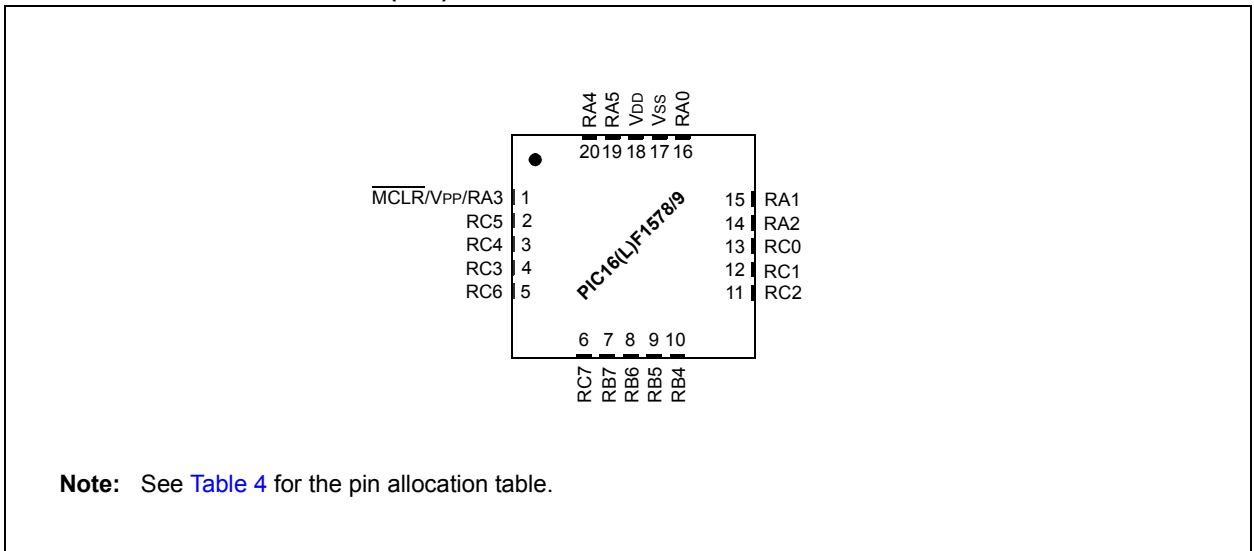 RA4
RA5
VDD
VSS
RA0
20 19 18 17 16
MCLR/VPP/RA3 1
RC5 2
RC4 3
RC3 4
RC6 5
PIC16(L)F1578/9
15 RA1
14 RA2
13 RC0
12 RC1
11 RC2
6 7 8 9 10
RC7
RB7
RB6
RB5
RB4
Note: See Table 4 for the pin allocation table.